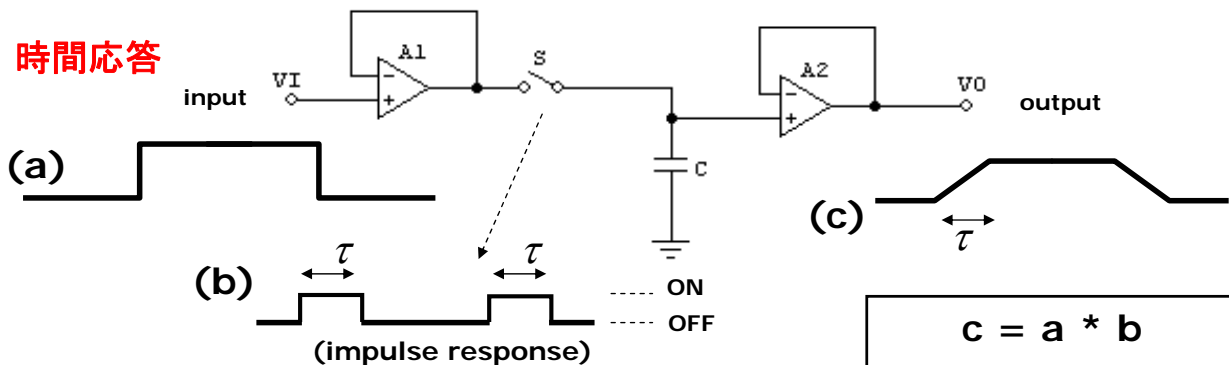 時間応答
input
VI
A1
S
A2
VO
output
C
(a)
(b)
τ
τ
ON
OFF
(impulse response)
(c)
τ
c = a * b